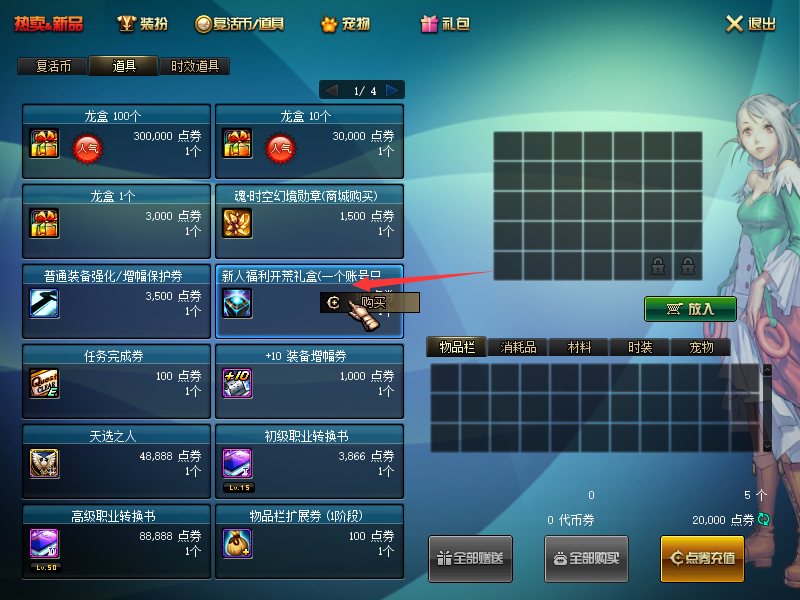 热卖&新品 装扮 复活币/道具 宠物 礼包 退出
复活币 道具 时效道具
1/ 4
龙盒 100个
人气
300,000 点券
1个
龙盒 10个
人气
30,000 点券
1个
龙盒 1个
3,000 点券
1个
魂·时空幻境勋章(商城购买)
1,500 点券
1个
普通装备强化/增幅保护券
3,500 点券
1个
新人福利开荒礼盒(一个账号只
购买
任务完成券
Quest CLEAR
100 点券
1个
+10 装备增幅券
+10
1,000 点券
1个
天选之人
48,888 点券
1个
初级职业转换书
Lv.15
3,866 点券
1个
高级职业转换书
Lv.50
88,888 点券
1个
物品栏扩展券 (1阶段)
100 点券
1个
放入
物品栏 消耗品 材料 时装 宠物
0 5 个
0 代币券 20,000 点券
全部赠送 全部购买 点券充值